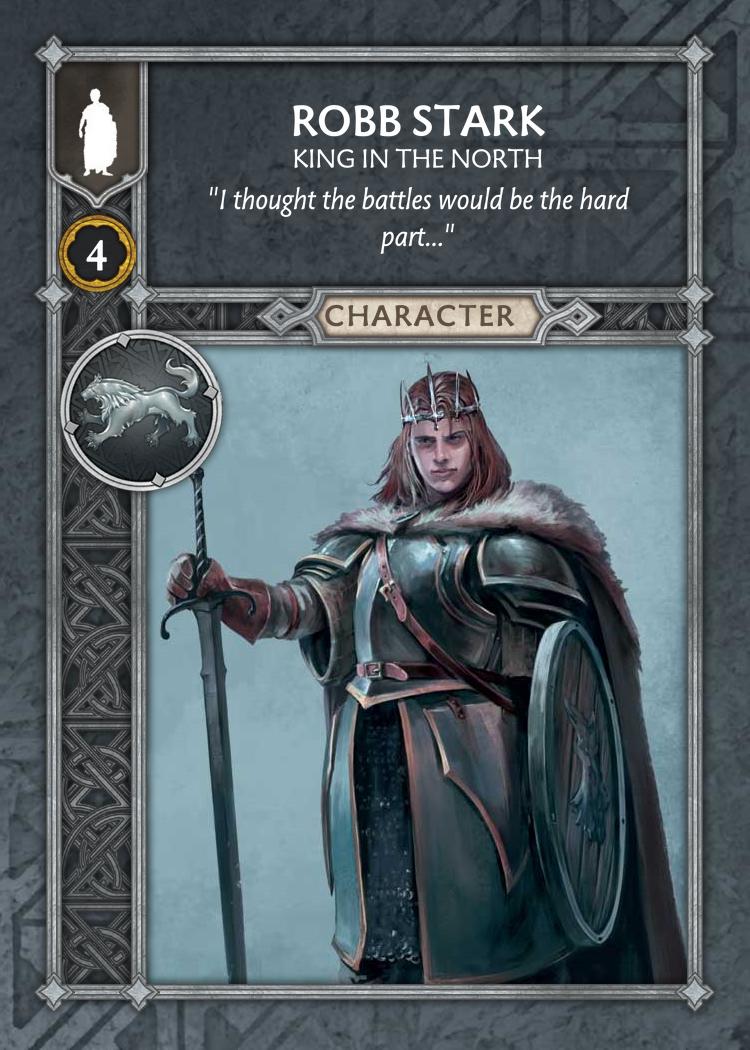 ROBB STARK
KING IN THE NORTH
"I thought the battles would be the hard
part..."
4
CHARACTER